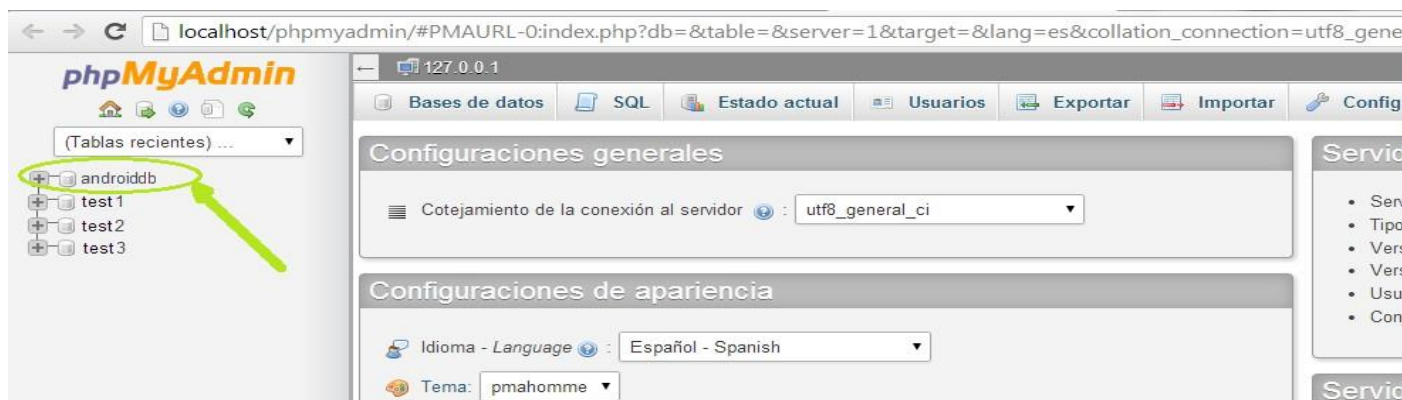 localhost/phpmyadmin/#PMAURL-0:index.php?db=&table=&server=1&target=&lang=es&collation_connection=utf8_gene
phpMyAdmin
(Tablas recientes) ...
androiddb
test1
test2
test3
127.0.0.1
Bases de datos SQL Estado actual Usuarios Exportar Importar Config
Configuraciones generales
Cotejamiento de la conexión al servidor : utf8_general_ci
Configuraciones de apariencia
Idioma - Language : Español - Spanish
Tema: pmahomme
Servid
Ser
Tipo
Vers
Vers
Usu
Con
Servid